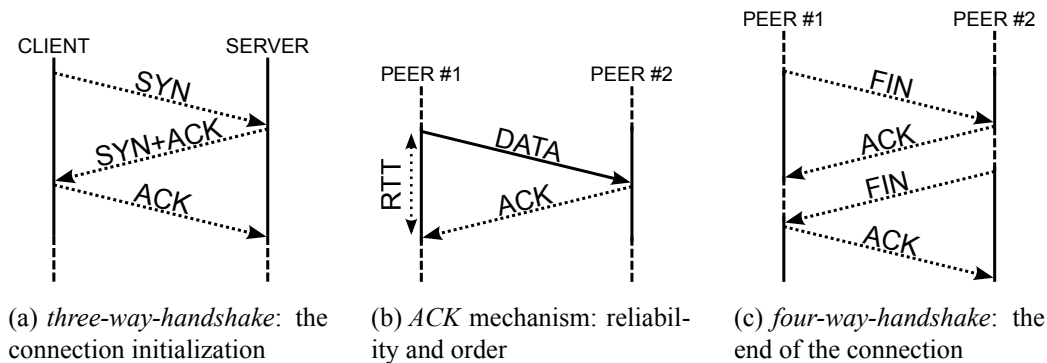 CLIENT SERVER
SYN
SYN+ACK
ACK
(a) three-way-handshake: the
connection initialization
PEER #1 PEER #2
DATA
RTT
ACK
(b) ACK mechanism: reliabil-
ity and order
PEER #1 PEER #2
FIN
ACK
FIN
ACK
(c) four-way-handshake: the
end of the connection